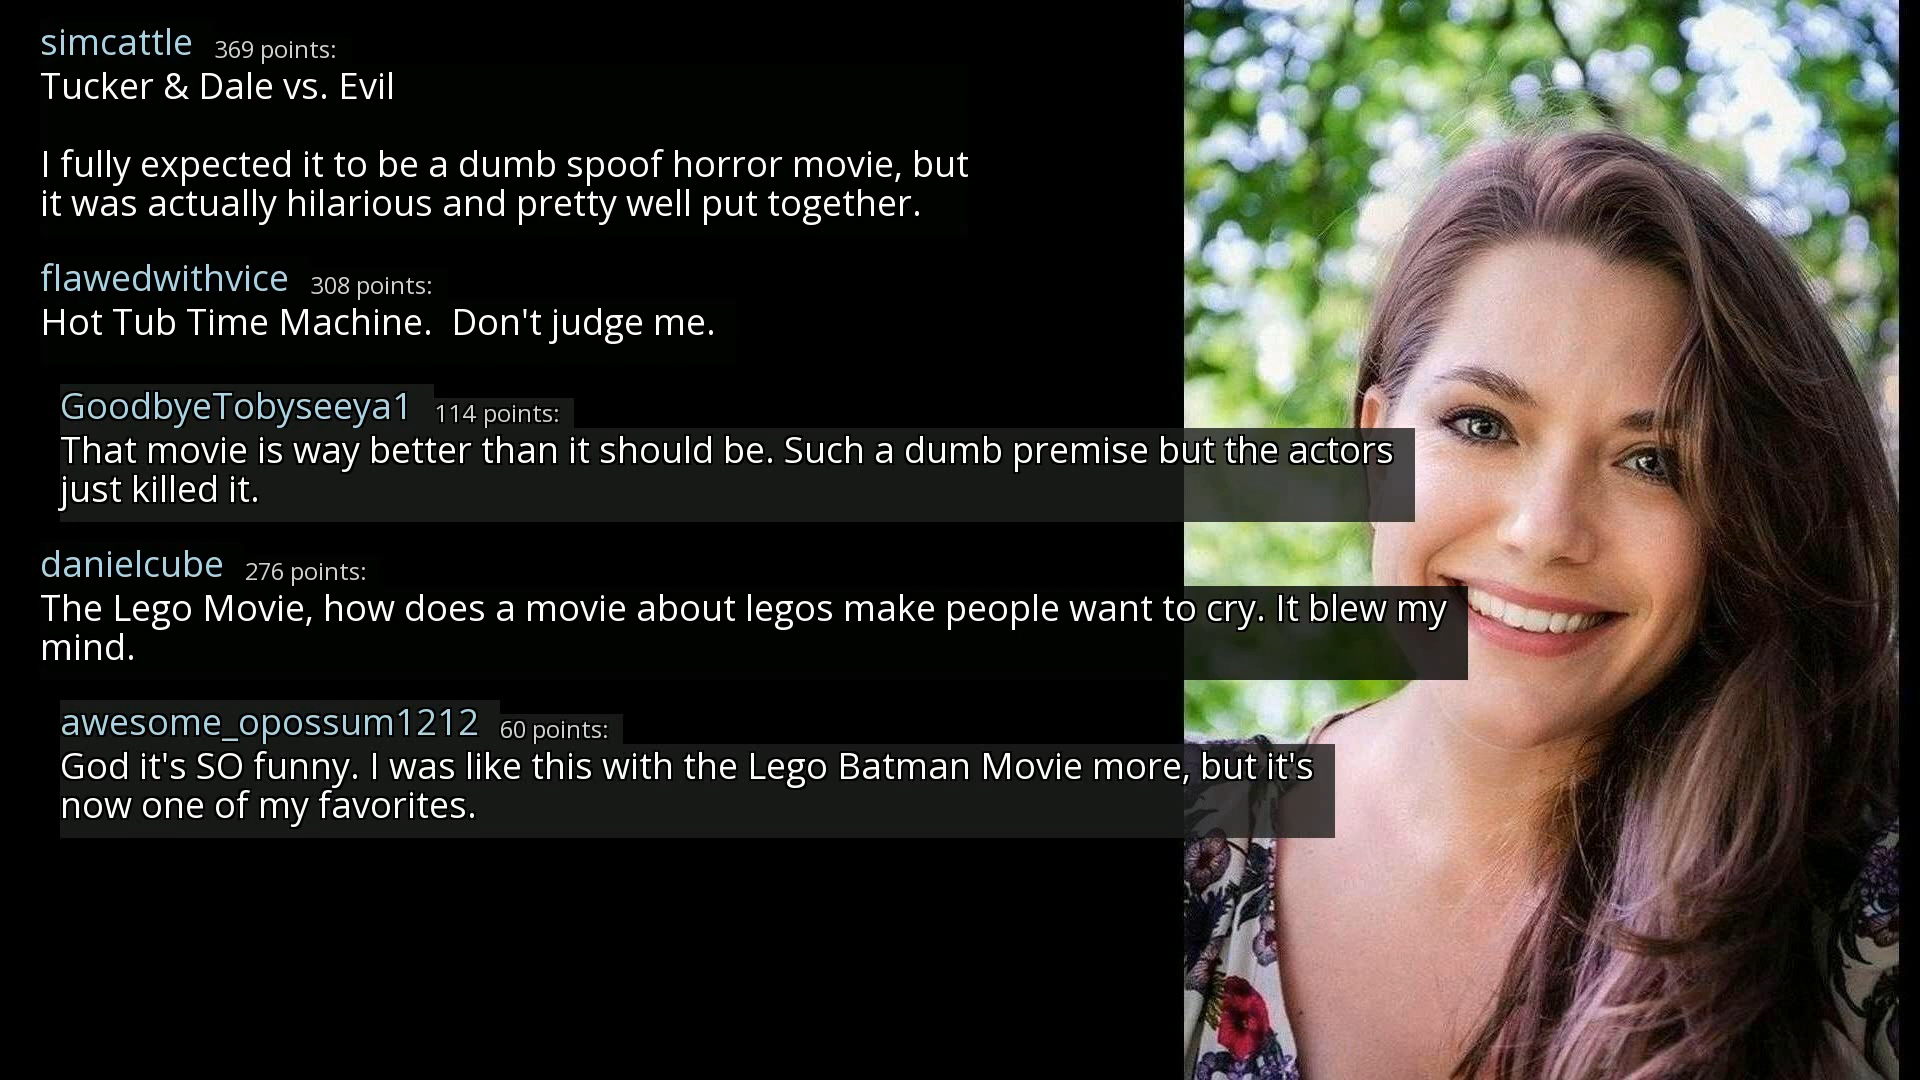 simcattle 369 points:
Tucker & Dale vs. Evil
I fully expected it to be a dumb spoof horror movie, but
it was actually hilarious and pretty well put together.
flawedwithvice 308 points:
Hot Tub Time Machine.  Don't judge me.
GoodbyeTobyseeya1 114 points:
That movie is way better than it should be. Such a dumb premise but the actors
just killed it.
danielcube 276 points:
The Lego Movie, how does a movie about legos make people want to cry. It blew my
mind.
awesome_opossum1212 60 points:
God it's SO funny. I was like this with the Lego Batman Movie more, but it's
now one of my favorites.